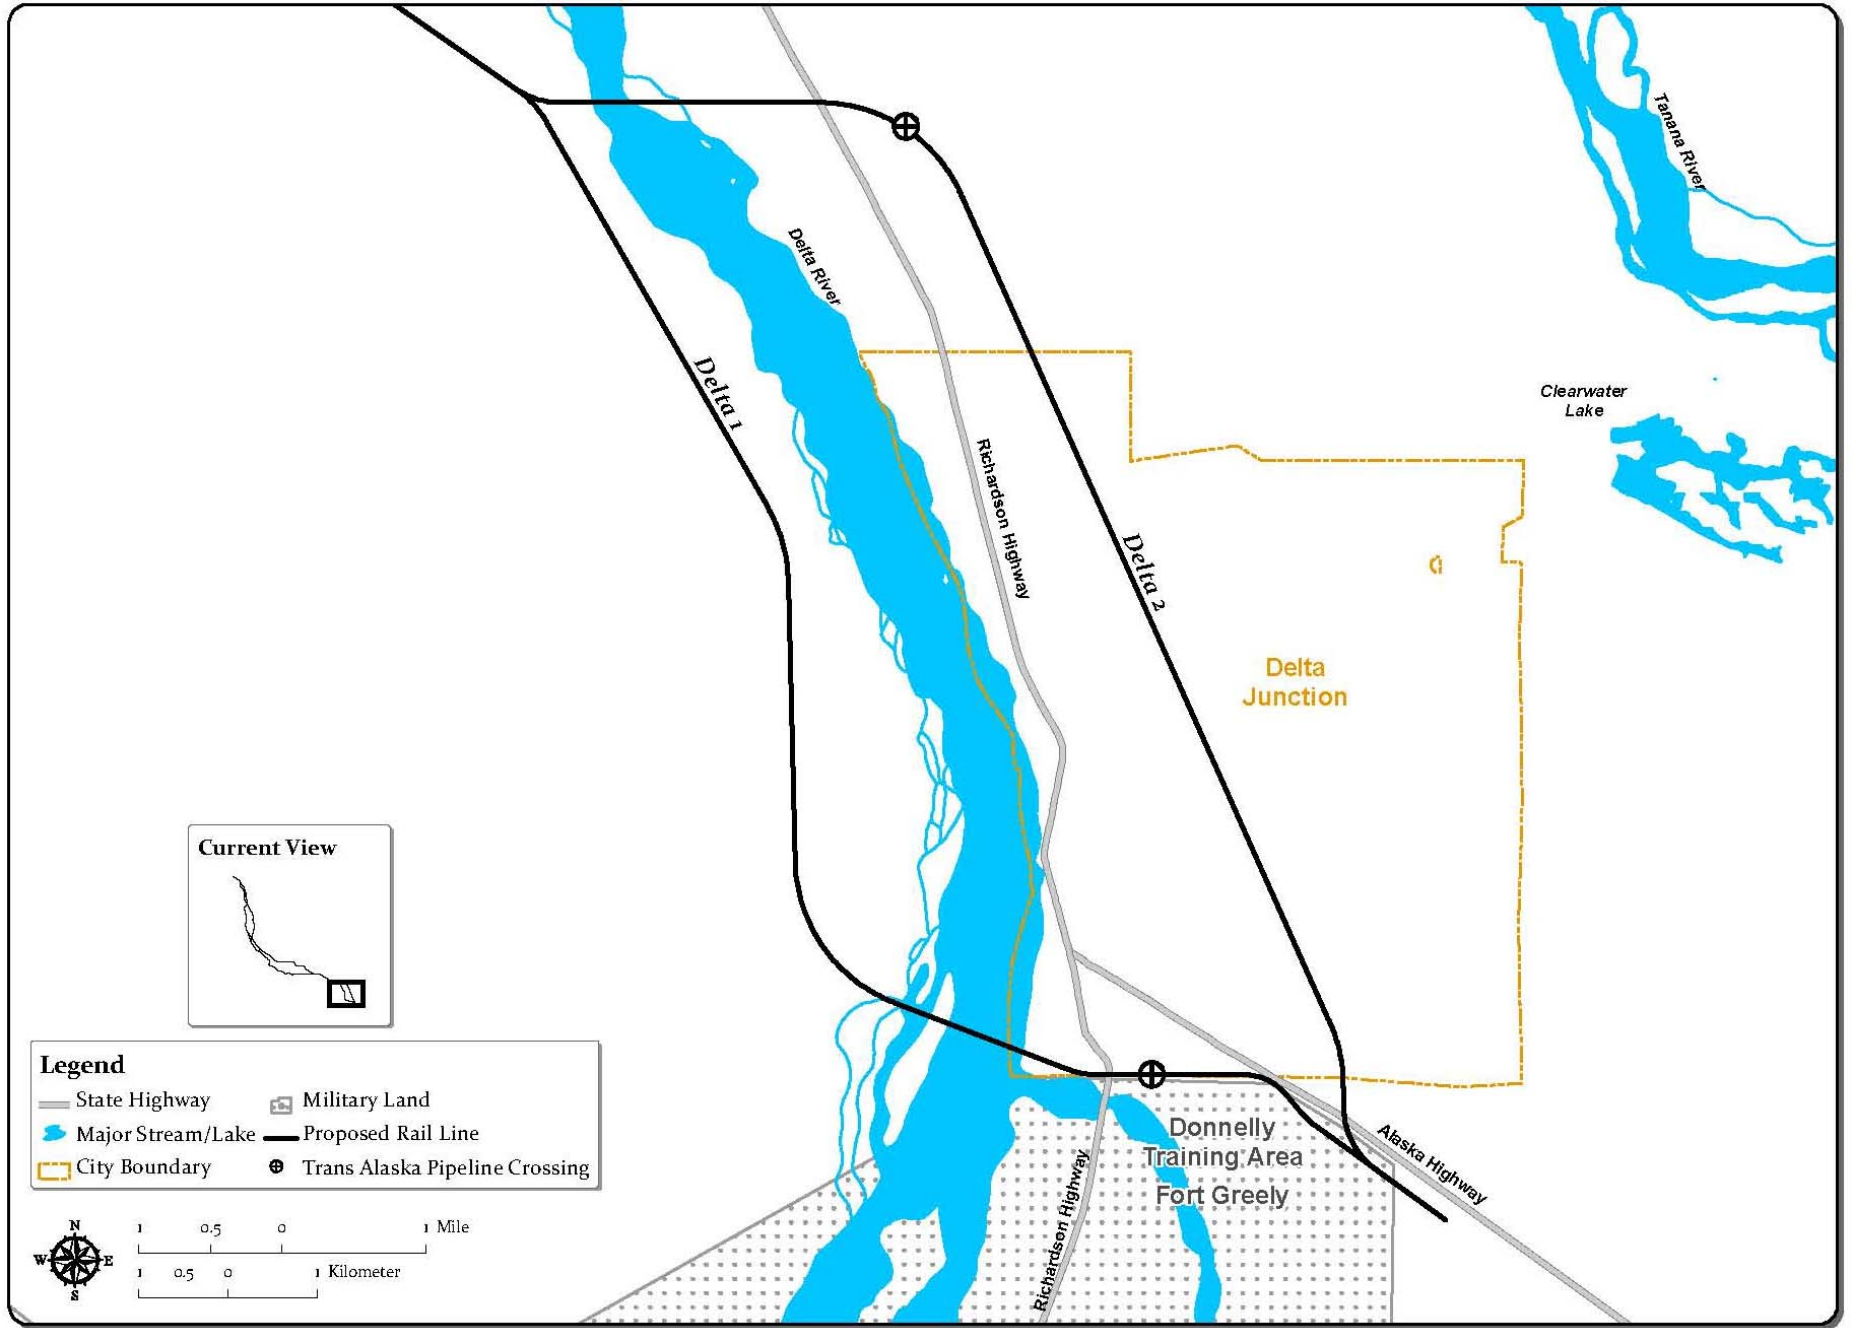 Tanana River
Delta River
Delta 1
Clearwater
Lake
Richardson Highway
Delta 2
Delta
Junction
Current View
Legend
State Highway
Military Land
Major Stream/Lake
Proposed Rail Line
City Boundary
Trans Alaska Pipeline Crossing
Donnelly
Training Area
Fort Greely
Alaska Highway
Richardson Highway
N
W E
S
1 0.5 0 1 Mile
1 0.5 0 1 Kilometer